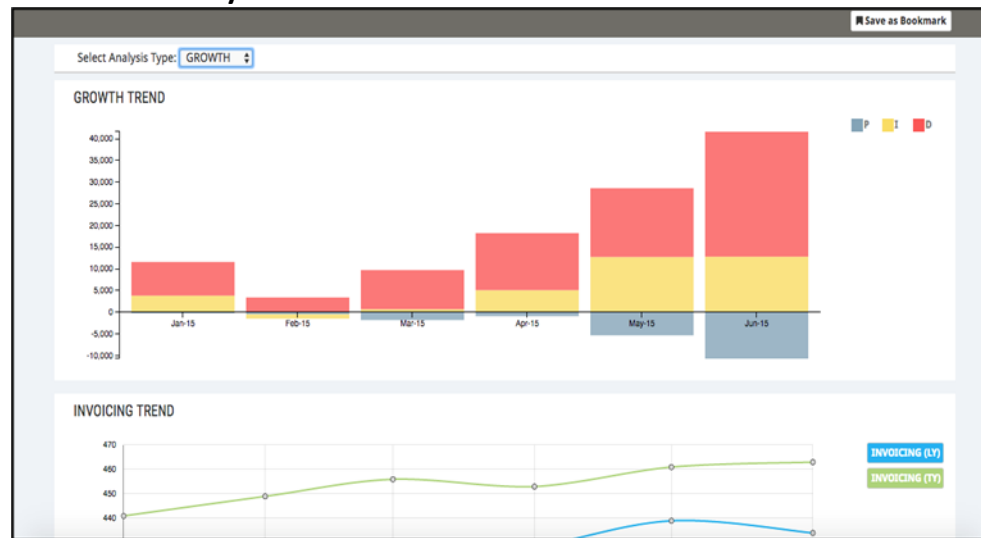 Save as Bookmark
Select Analysis Type: GROWTH
GROWTH TREND
P I D
40,000
35,000
30,000
25,000
20,000
15,000
10,000
5,000
0
-5,000
-10,000
Jan-15 Feb-15 Mar-15 Apr-15 May-15 Jun-15
INVOICING TREND
INVOICING (LY)
INVOICING (TY)
470
460
450
440